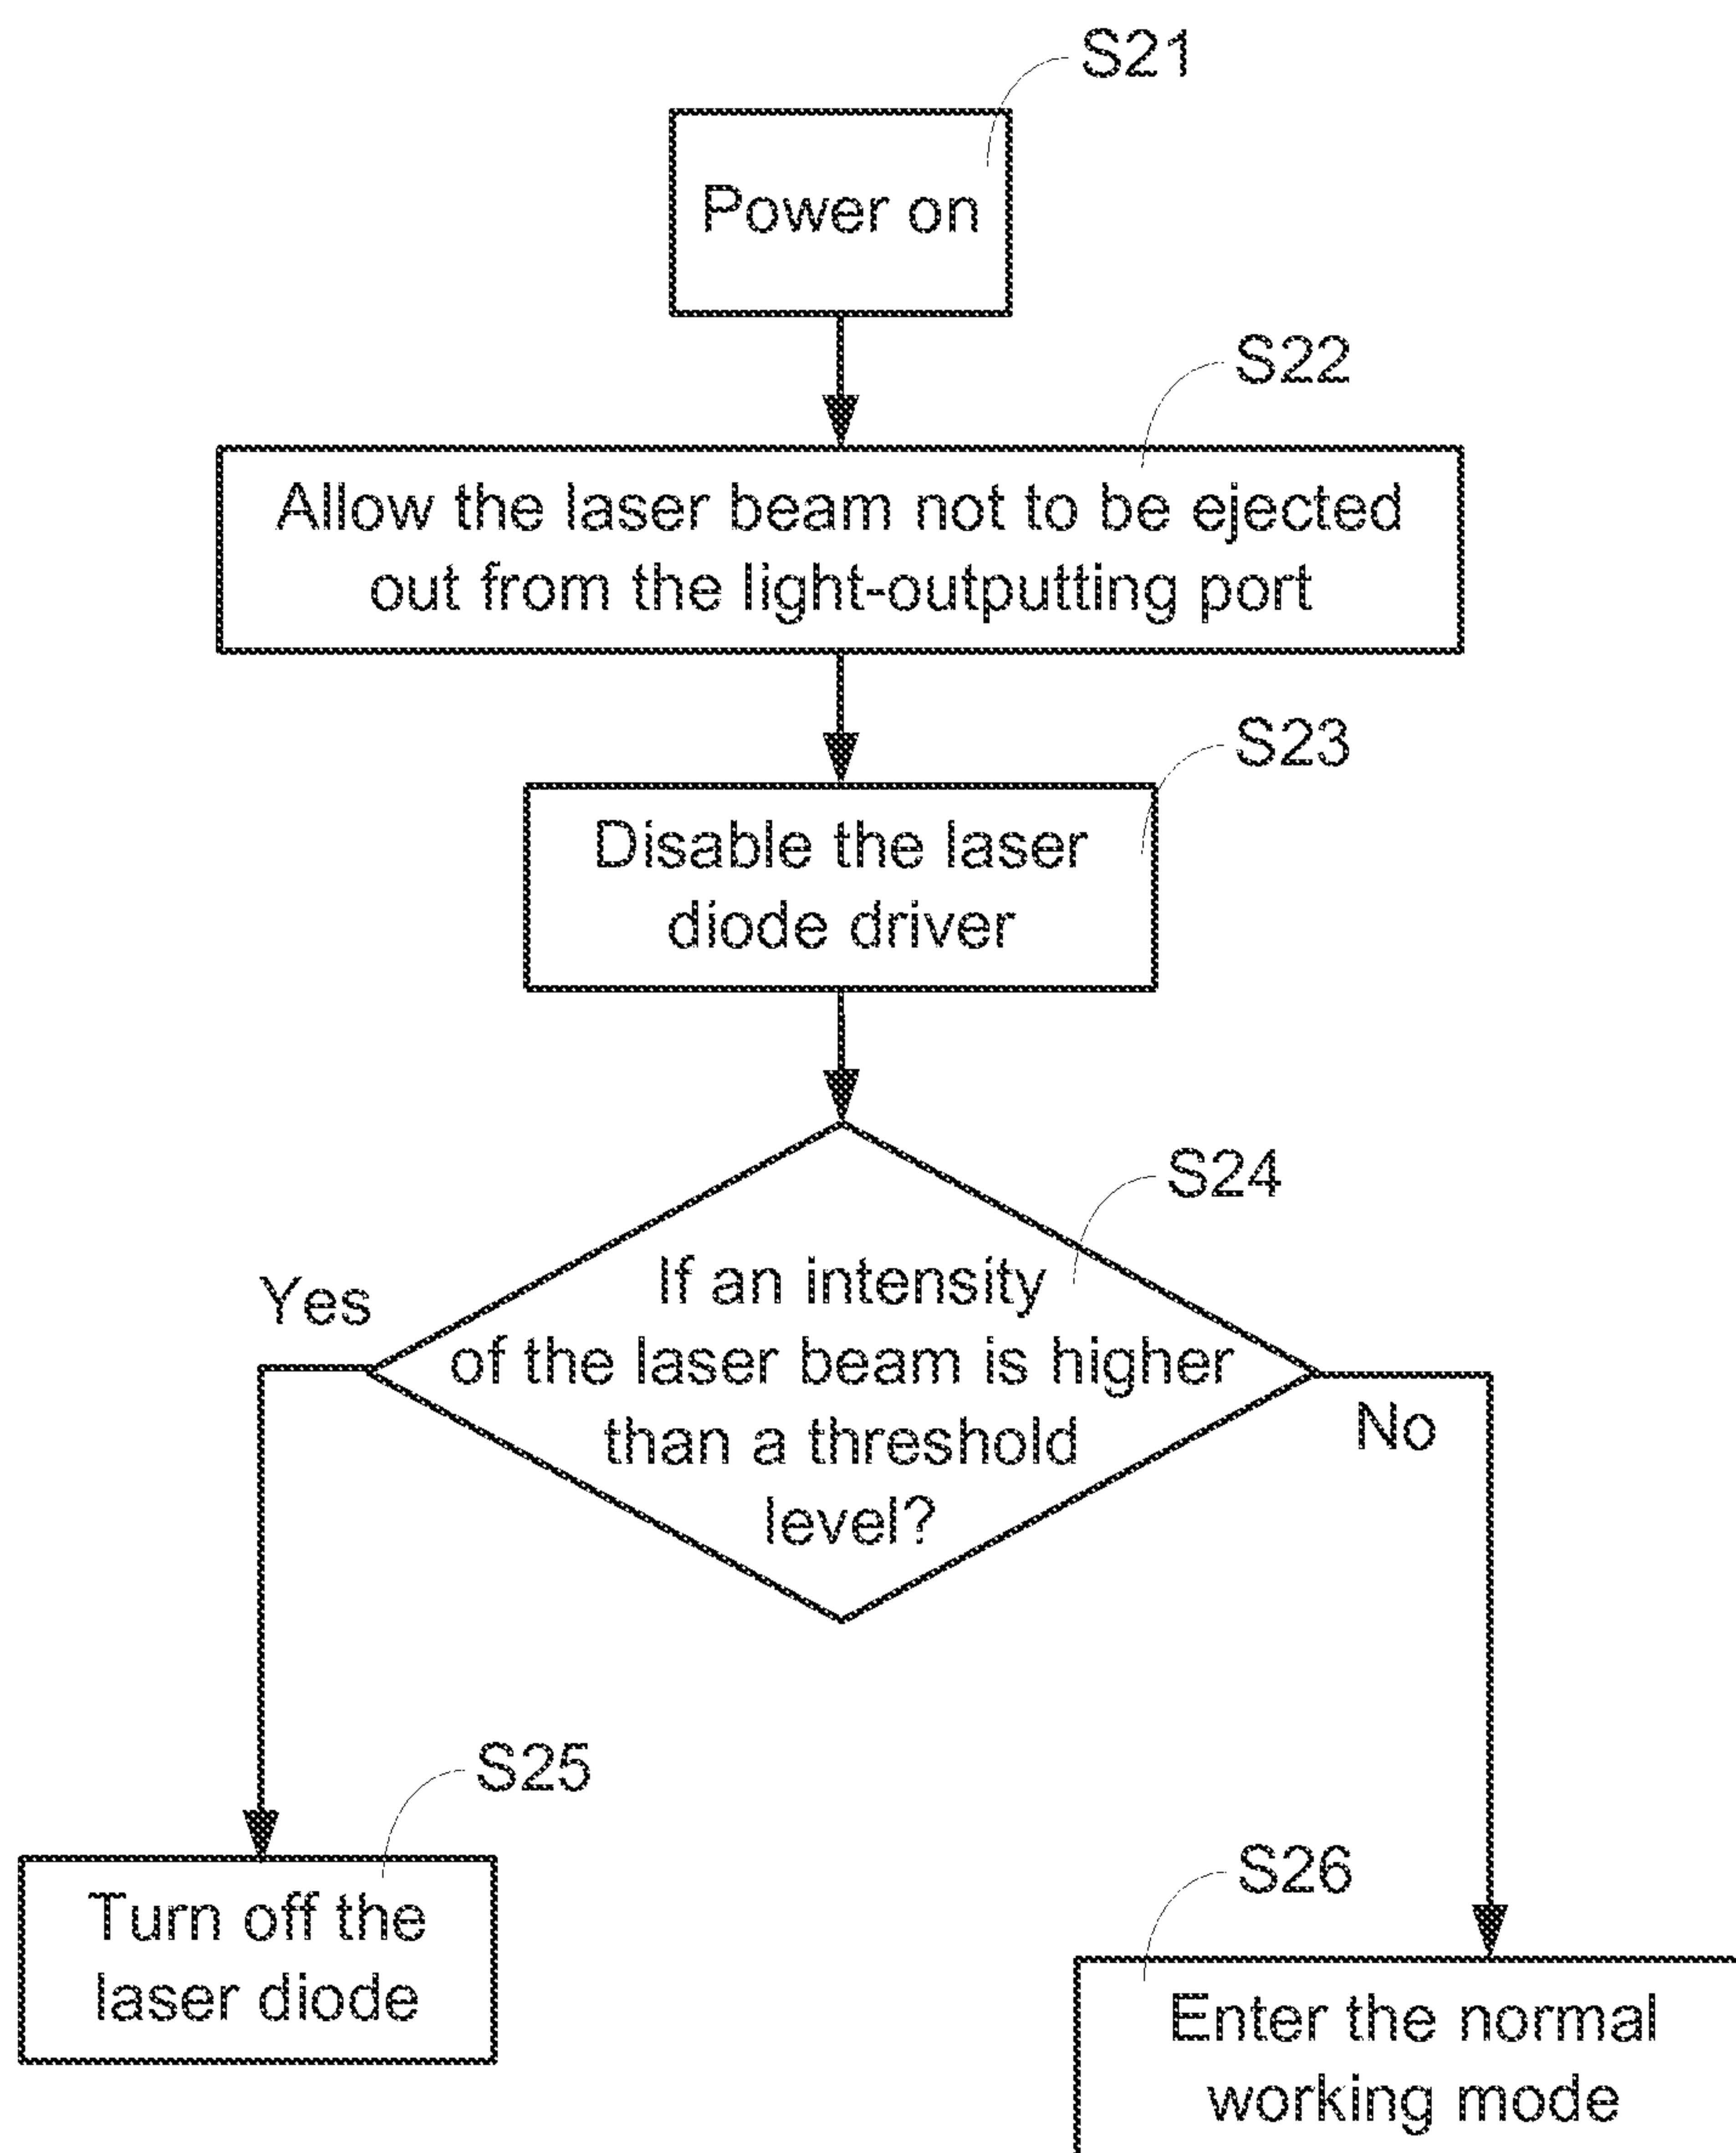 S21
Power on
S22
Allow the laser beam not to be ejected
out from the light-outputting port
S23
Disable the laser
diode driver
S24
If an intensity
of the laser beam is higher
than a threshold
level?
Yes
No
S25
Turn off the
laser diode
S26
Enter the normal
working mode